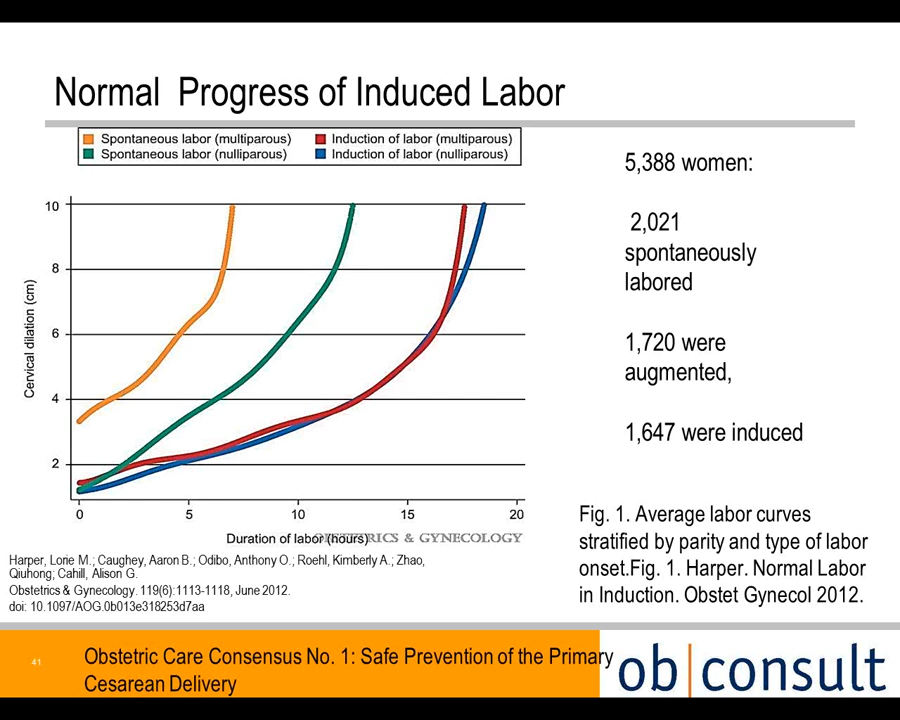 Normal  Progress of Induced Labor
Spontaneous labor (multiparous)
Induction of labor (multiparous)
Spontaneous labor (nulliparous)
Induction of labor (nulliparous)
5,388 women:
2,021
spontaneously
labored
1,720 were
augmented,
1,647 were induced
Cervical dilation (cm)
10
8
6
4
2
0
5
10
15
20
Duration of labor (hours)
OBSTETRICS & GYNECOLOGY
Fig. 1. Average labor curves
stratified by parity and type of labor
onset.Fig. 1. Harper. Normal Labor
in Induction. Obstet Gynecol 2012.
Harper, Lorie M.; Caughey, Aaron B.; Odibo, Anthony O.; Roehl, Kimberly A.; Zhao,
Qiuhong; Cahill, Alison G.
Obstetrics & Gynecology. 119(6):1113-1118, June 2012.
doi: 10.1097/AOG.0b013e318253d7aa
41
Obstetric Care Consensus No. 1: Safe Prevention of the Primary
Cesarean Delivery
ob|consult